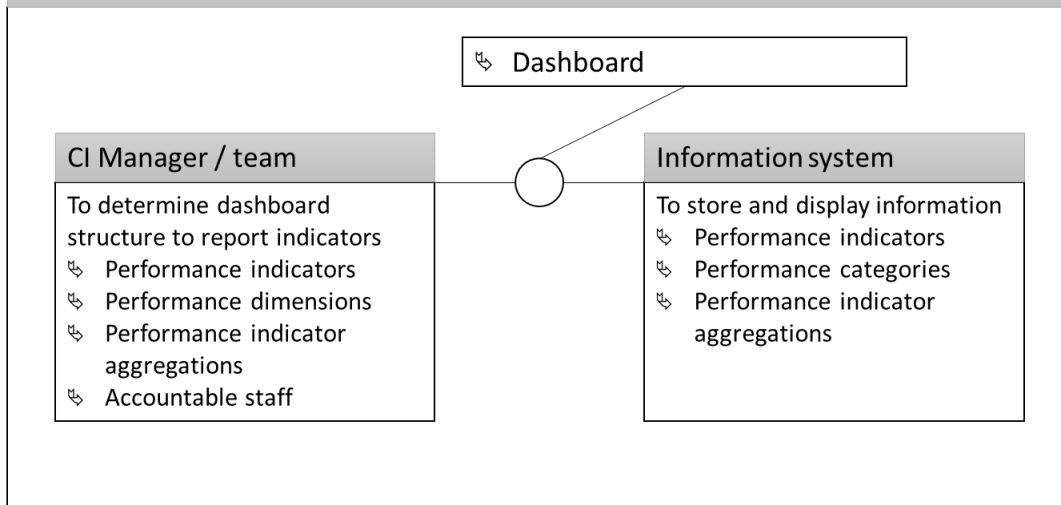 Dashboard
CI Manager / team
To determine dashboard
structure to report indicators
Performance indicators
Performance dimensions
Performance indicator
aggregations
Accountable staff
Information system
To store and display information
Performance indicators
Performance categories
Performance indicator
aggregations